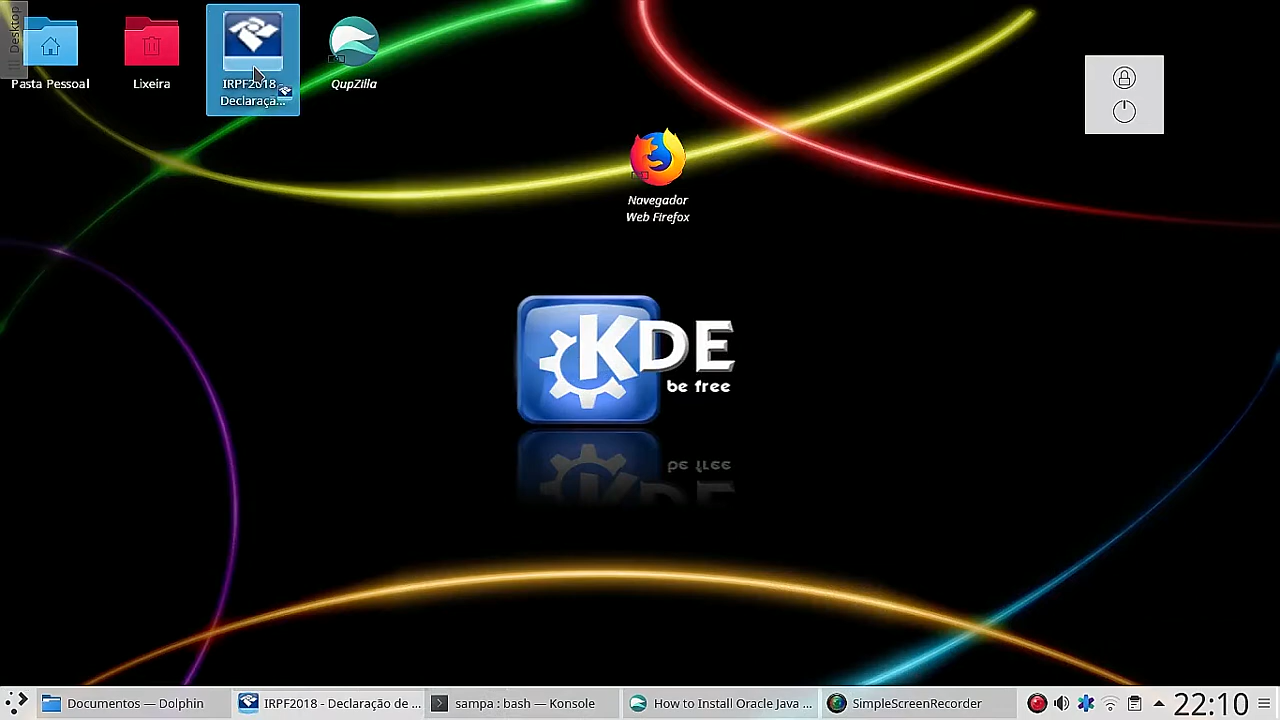 Desktop
Pasta Pessoal
Lixeira
IRPF2018 -
Declaraçã...
QupZilla
Navegador
Web Firefox
KDE
be free
Documentos — Dolphin
IRPF2018 - Declaração de ...
sampa : bash — Konsole
How to Install Oracle Java ...
SimpleScreenRecorder
22:10